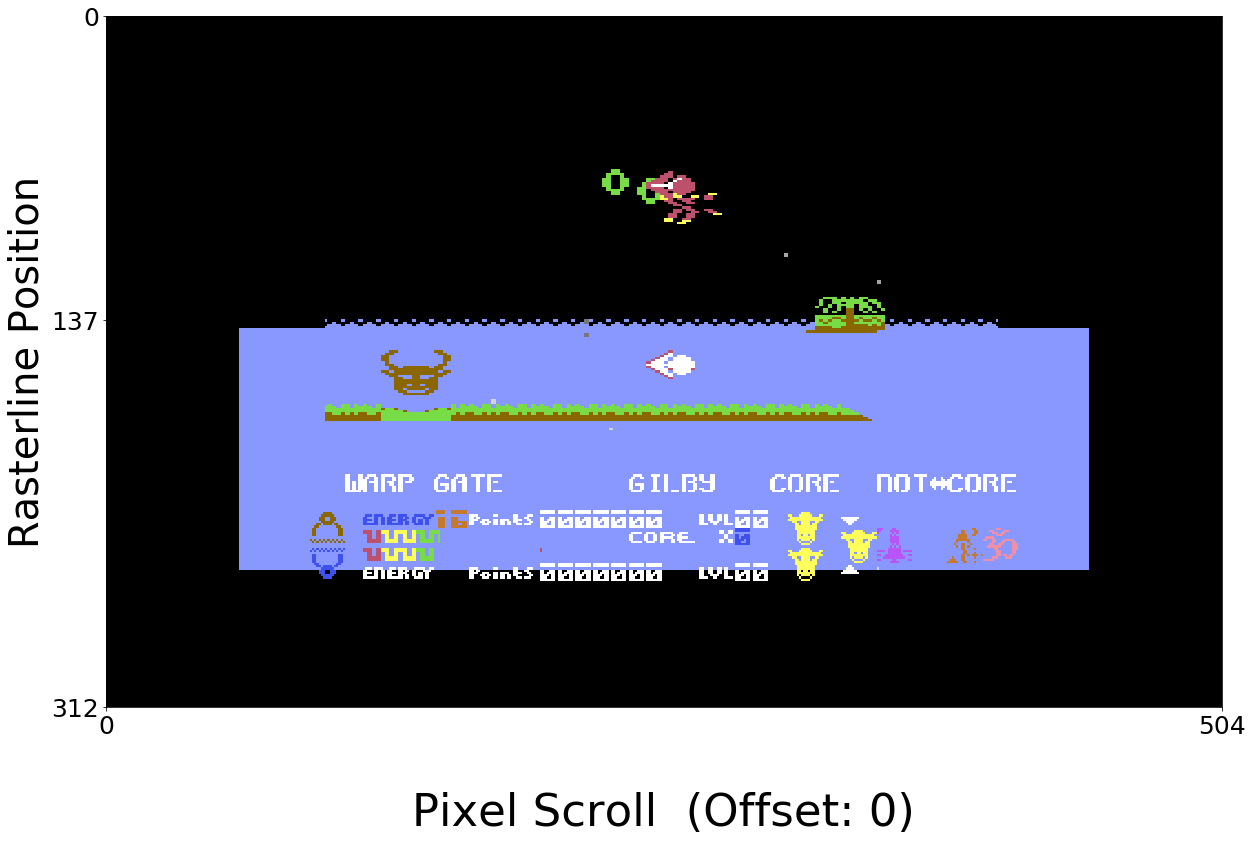 0
137
312
Rasterline Position
WARP GATE GILBY CORE NOT↔CORE
ENERGY 16 Points 0000000 LVL00
CORE X0
ENERGY Points 0000000 LVL00
0 504
Pixel Scroll (Offset: 0)